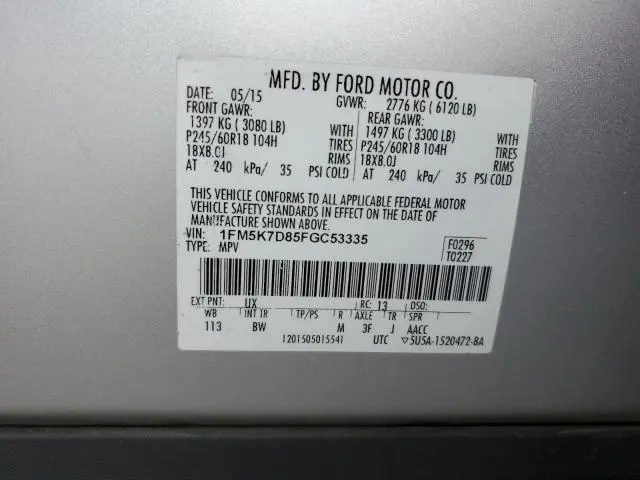 MFD. BY FORD MOTOR CO.
DATE: 05/15 GVWR: 2776 KG ( 6120 LB)
FRONT GAWR: REAR GAWR:
1397 KG ( 3080 LB) WITH 1497 KG ( 3300 LB) WITH
P245/60R18 104H TIRES P245/60R18 104H TIRES
18X8.0J RIMS 18X8.0J RIMS
AT 240 kPa/ 35 PSI COLD AT 240 kPa/ 35 PSI COLD
THIS VEHICLE CONFORMS TO ALL APPLICABLE FEDERAL MOTOR
VEHICLE SAFETY STANDARDS IN EFFECT ON THE DATE OF
MANUFACTURE SHOWN ABOVE.
VIN: 1FM5K7D85FGC53335 F0296
TYPE: MPV T0227
EXT PNT: UX RC: 13 DSO:
WB INT TR TP/PS R AXLE TR SPR
113 BW M 3F J AACC
1201505015541 UTC ▽5U5A-1520472-BA